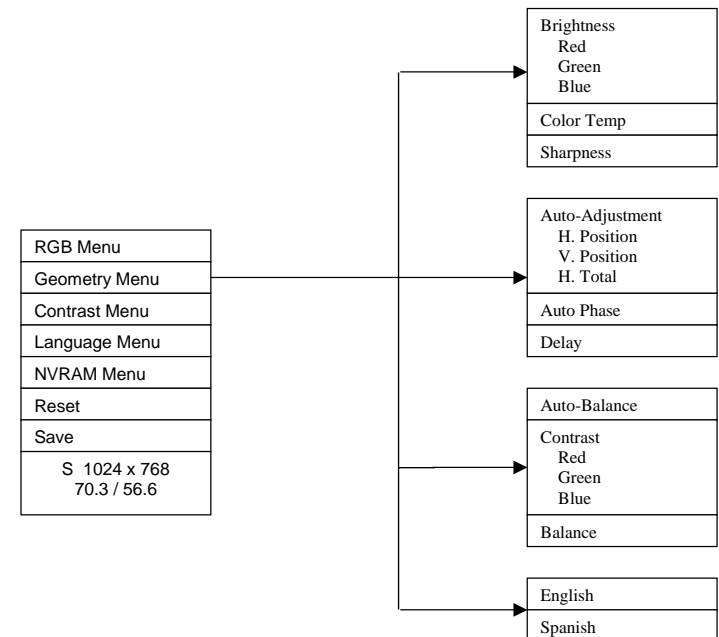 RGB Menu
Geometry Menu
Contrast Menu
Language Menu
NVRAM Menu
Reset
Save
S 1024 x 768
70.3 / 56.6
Brightness
Red
Green
Blue
Color Temp
Sharpness
Auto-Adjustment
H. Position
V. Position
H. Total
Auto Phase
Delay
Auto-Balance
Contrast
Red
Green
Blue
Balance
English
Spanish